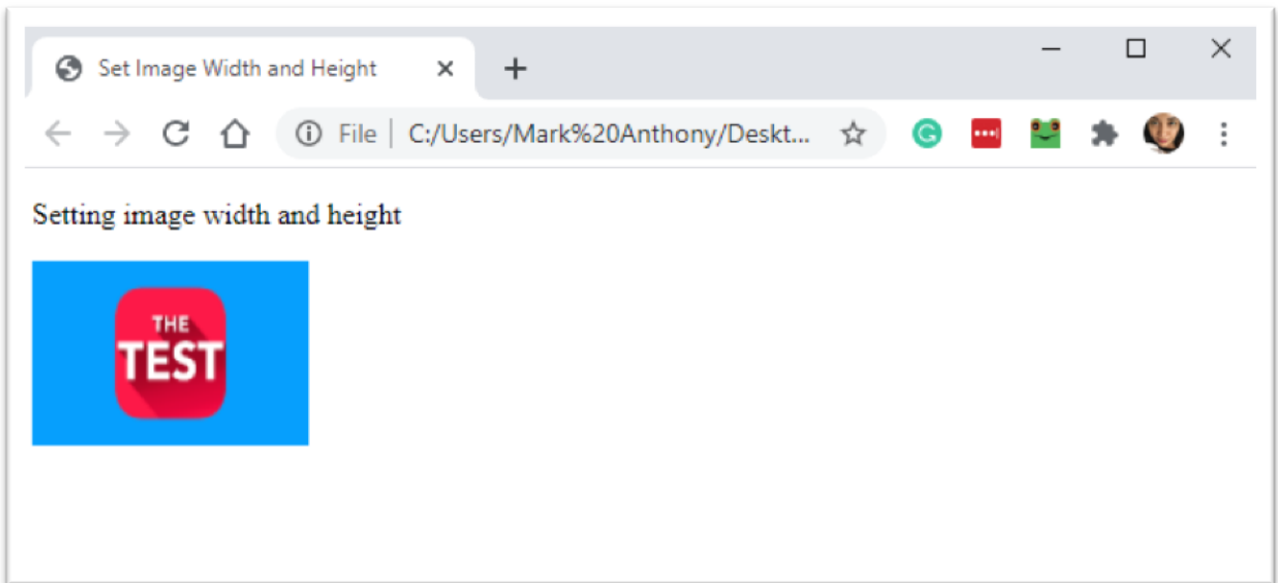 Set Image Width and Height
File C:/Users/Mark%20Anthony/Deskt...
Setting image width and height
THE
TEST